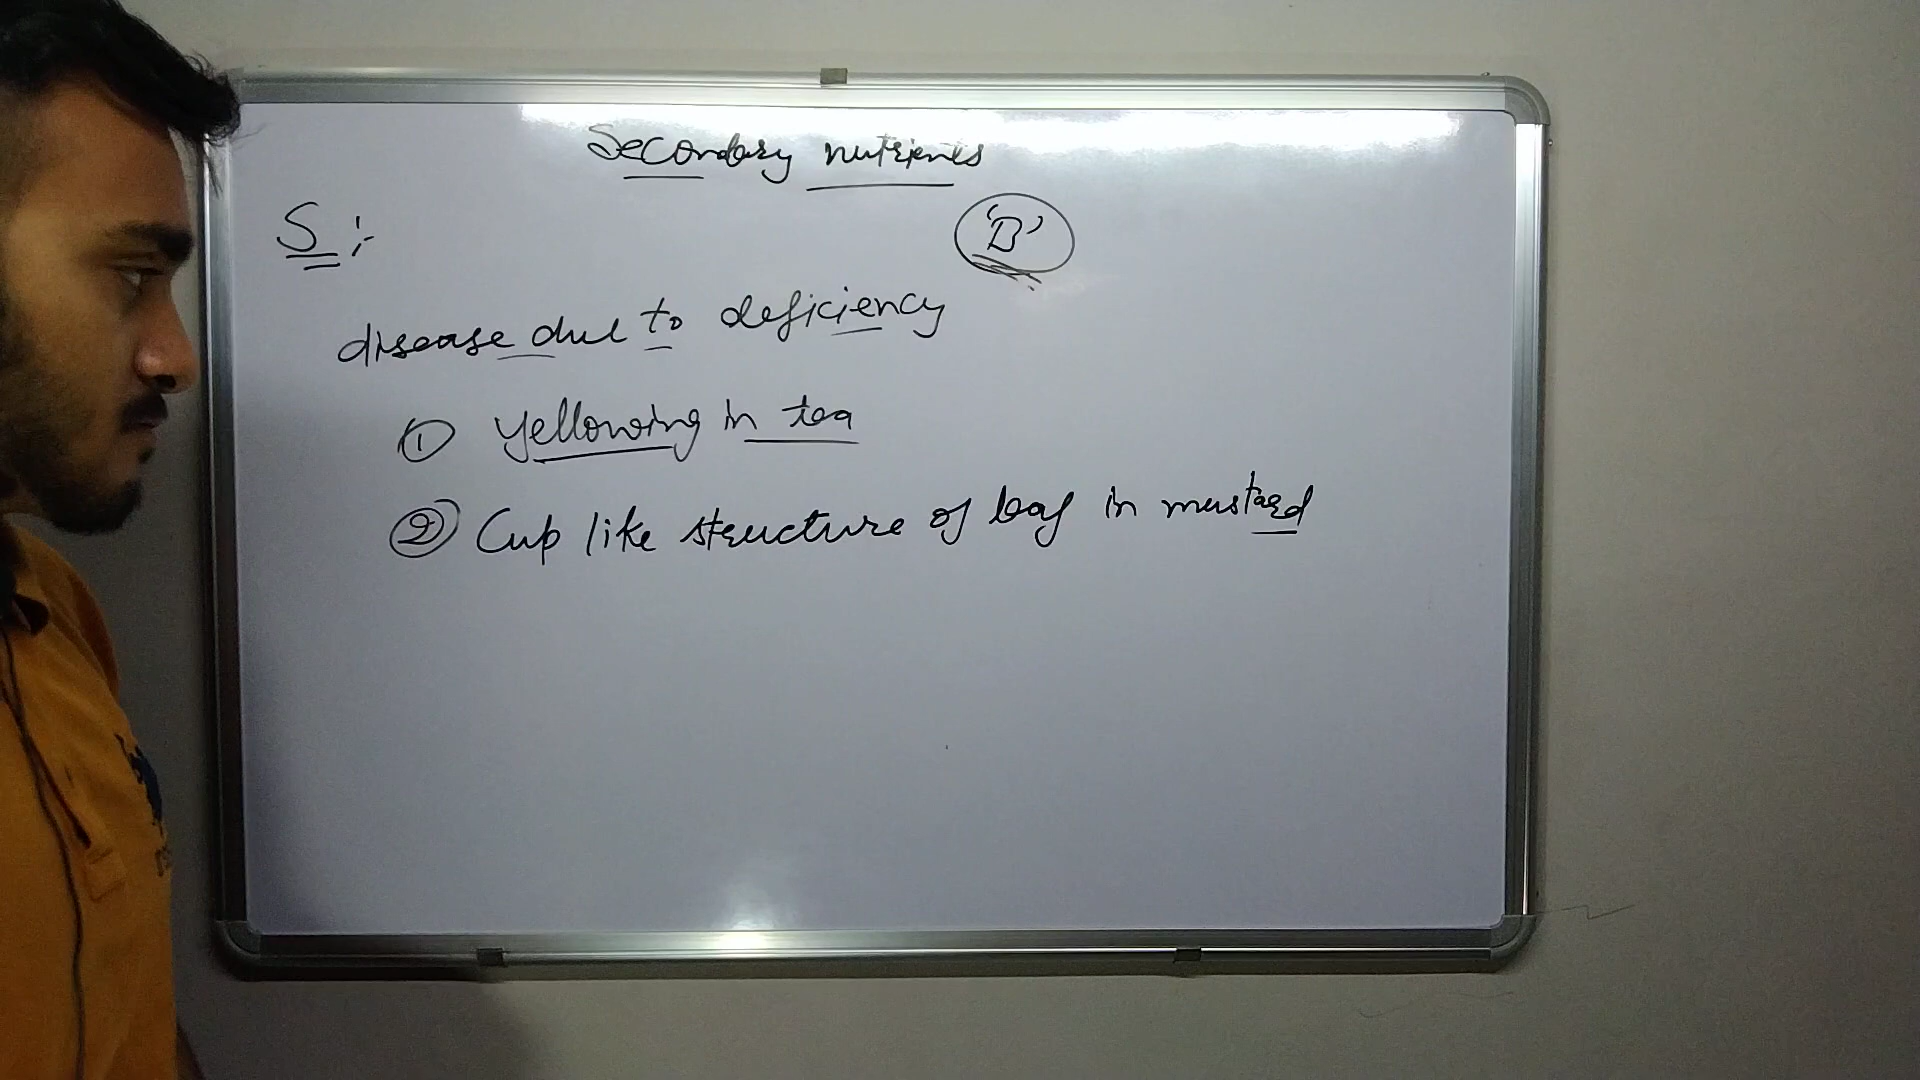 Secondary nutrients
S :-
'B'
disease due to deficiency
① Yellowing in tea
② Cup like structure of leaf in mustard